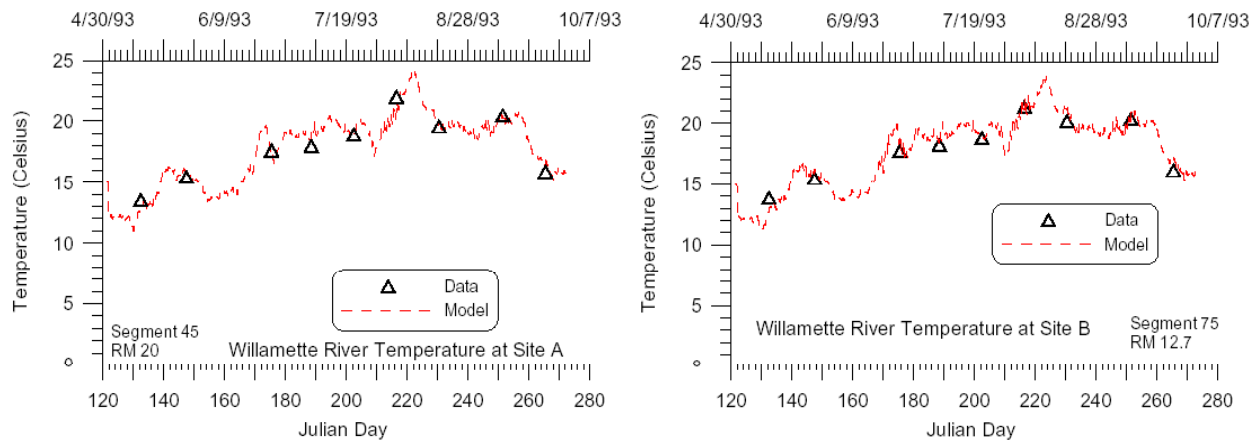 4/30/93 6/9/93 7/19/93 8/28/93 10/7/93
25
20
15
10
5
0
Temperature (Celsius)
Data
Model
Segment 45
RM 20
Willamette River Temperature at Site A
120 140 160 180 200 220 240 260 280
Julian Day
4/30/93 6/9/93 7/19/93 8/28/93 10/7/93
25
20
15
10
5
0
Temperature (Celsius)
Data
Model
Willamette River Temperature at Site B
Segment 75
RM 12.7
120 140 160 180 200 220 240 260 280
Julian Day